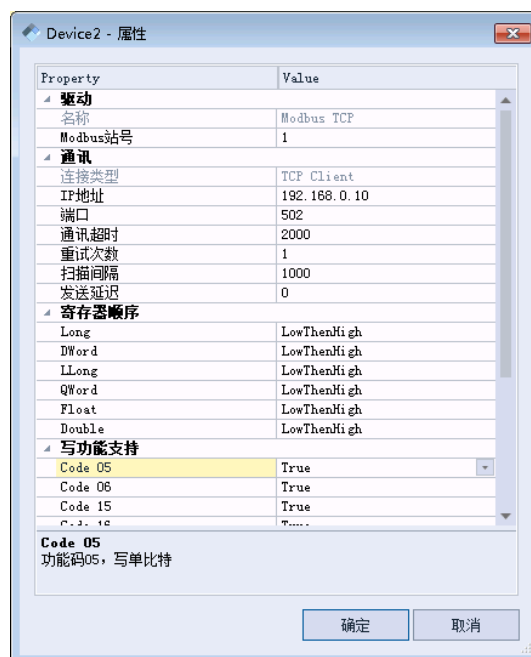 Device2 - 属性
Property Value
驱动
名称 Modbus TCP
Modbus站号 1
通讯
连接类型 TCP Client
IP地址 192.168.0.10
端口 502
通讯超时 2000
重试次数 1
扫描间隔 1000
发送延迟 0
寄存器顺序
Long LowThenHigh
DWord LowThenHigh
LLong LowThenHigh
QWord LowThenHigh
Float LowThenHigh
Double LowThenHigh
写功能支持
Code 05 True
Code 06 True
Code 15 True
Code 05
功能码05，写单比特
确定 取消